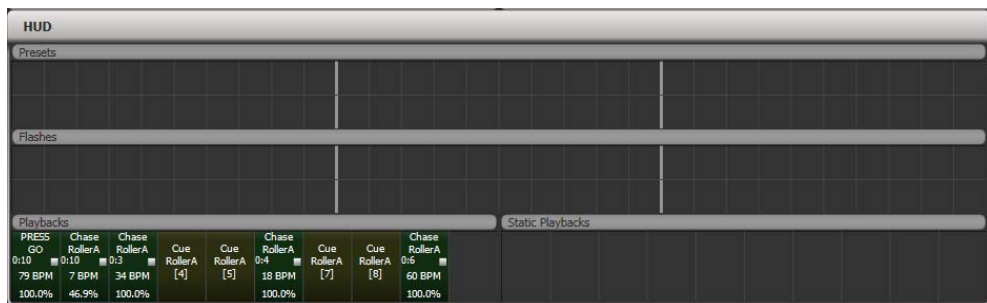 HUD
Presets
Flashes
Playbacks
Static Playbacks
PRESS
GO
0:10
79 BPM
100.0%
Chase
RollerA
0:10
7 BPM
46.9%
Chase
RollerA
0:3
34 BPM
100.0%
Cue
RollerA
[4]
Cue
RollerA
[5]
Chase
RollerA
0:4
18 BPM
100.0%
Cue
RollerA
[7]
Cue
RollerA
[8]
Chase
RollerA
0:6
60 BPM
100.0%